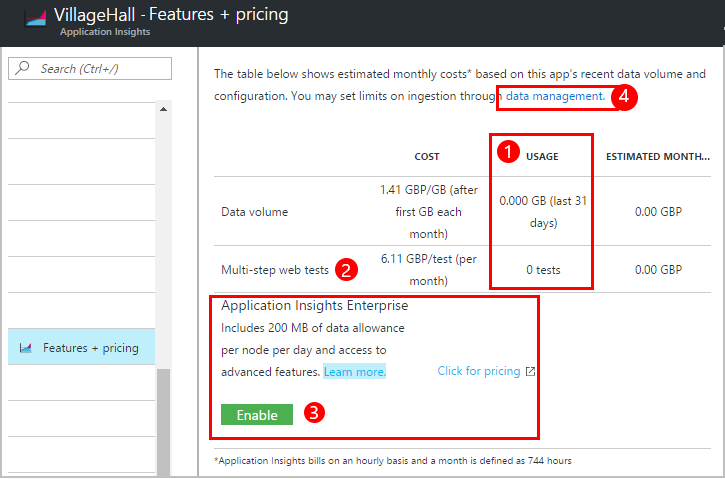 VillageHall - Features + pricing
Application Insights
Search (Ctrl+/)
Features + pricing
The table below shows estimated monthly costs* based on this app's recent data volume and
configuration. You may set limits on ingestion through data management.
4
1
COST
USAGE
ESTIMATED MONTH...
Data volume
1.41 GBP/GB (after
first GB each
month)
0.000 GB (last 31
days)
0.00 GBP
Multi-step web tests
2
6.11 GBP/test (per
month)
0 tests
0.00 GBP
Application Insights Enterprise
Includes 200 MB of data allowance
per node per day and access to
advanced features. Learn more.
Click for pricing
Enable
3
*Application Insights bills on an hourly basis and a month is defined as 744 hours